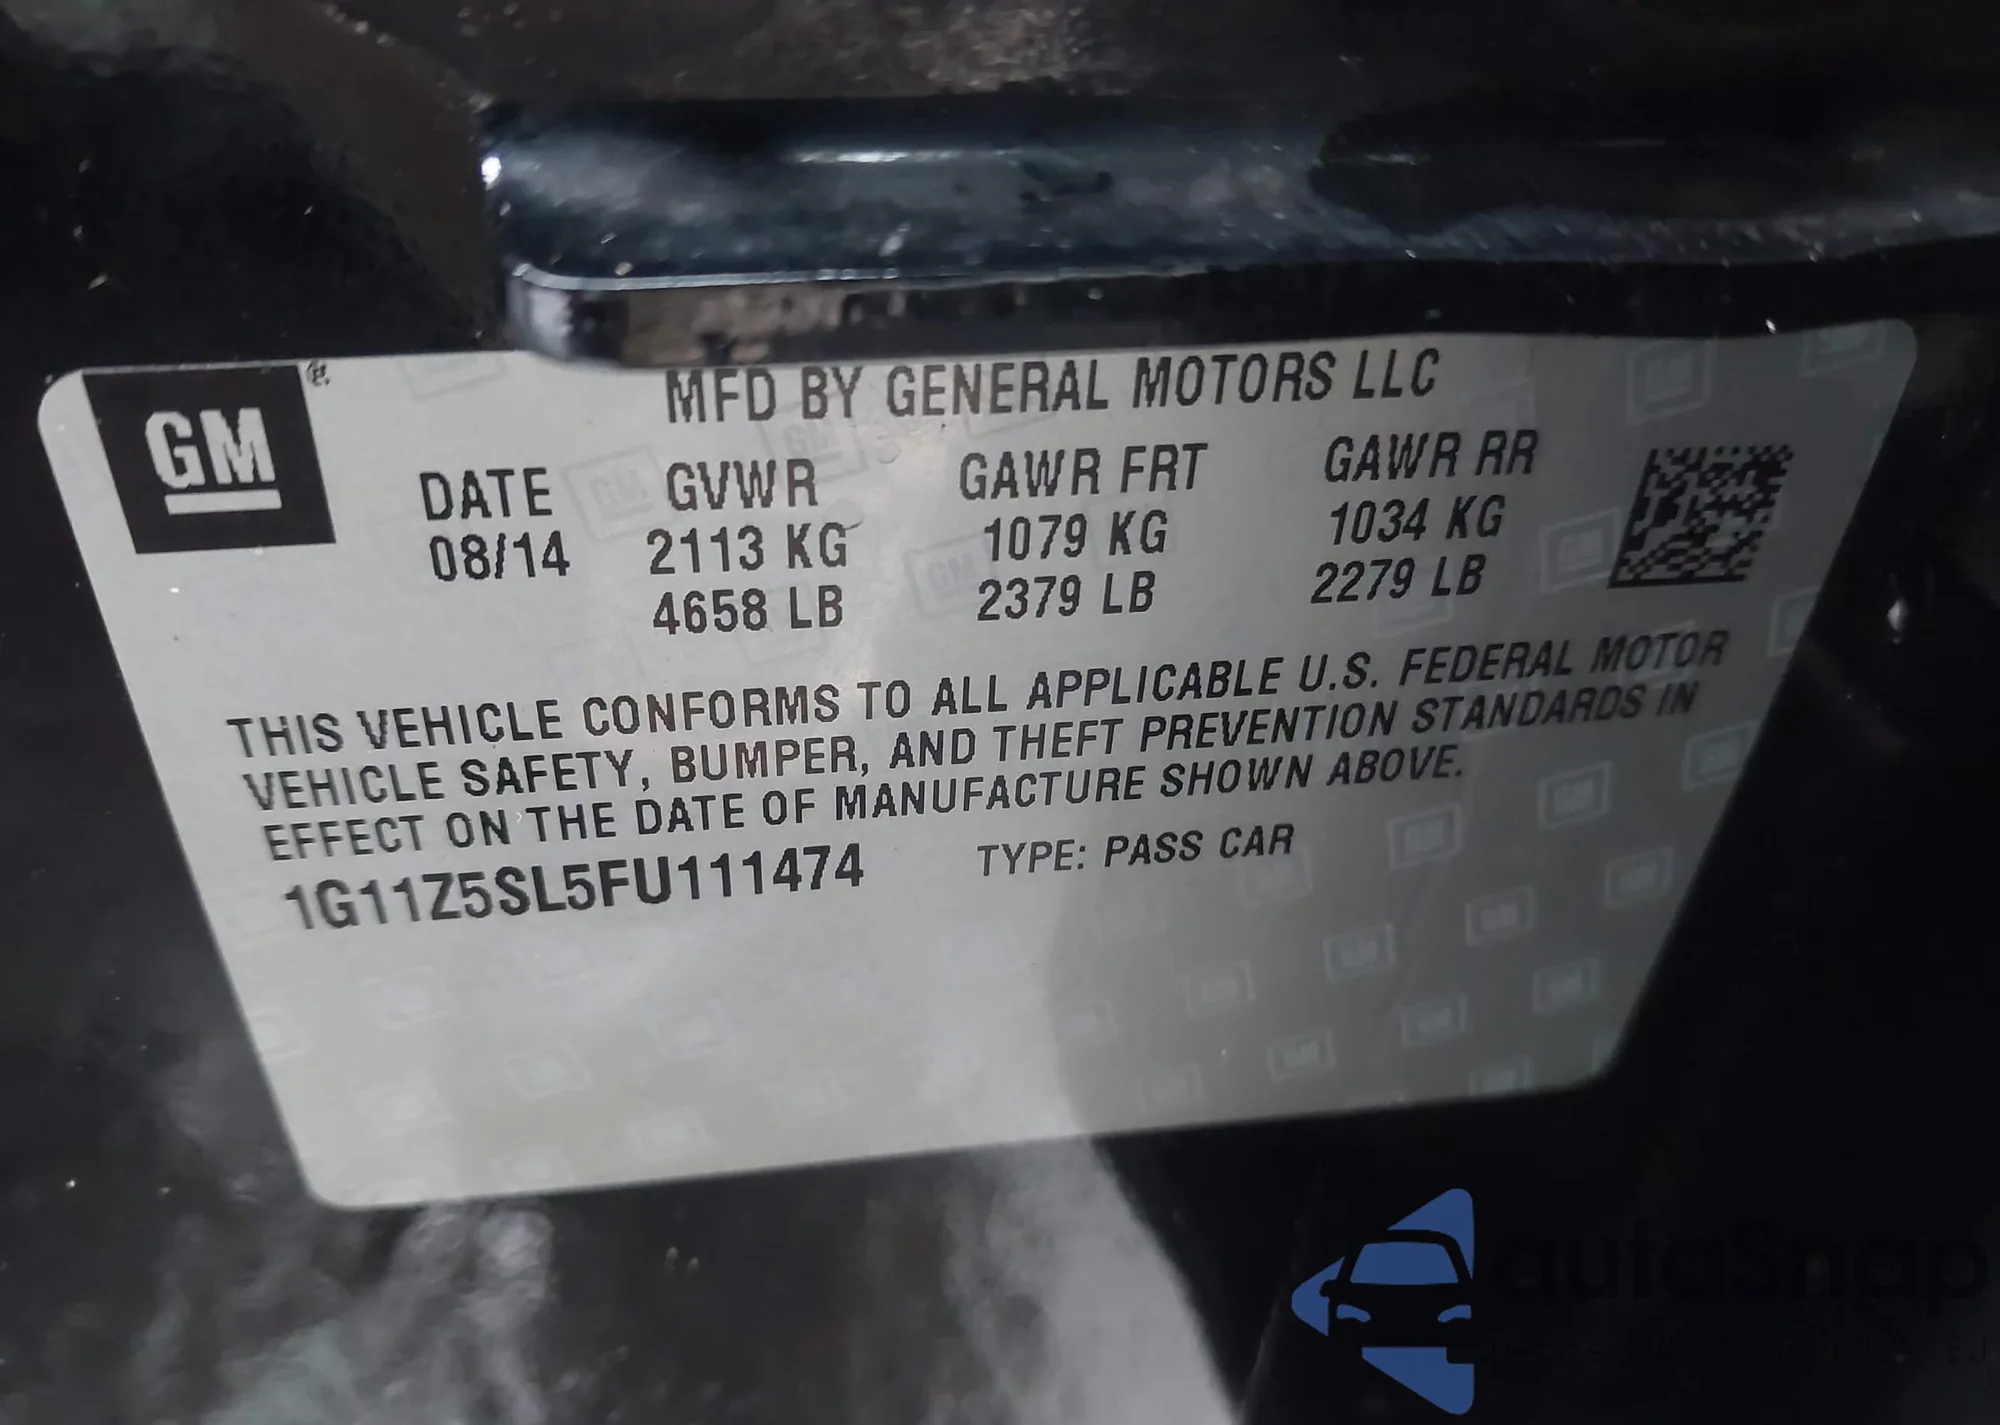 GM
MFD BY GENERAL MOTORS LLC
DATE GVWR GAWR FRT GAWR RR
08/14 2113 KG 1079 KG 1034 KG
4658 LB 2379 LB 2279 LB
THIS VEHICLE CONFORMS TO ALL APPLICABLE U.S. FEDERAL MOTOR
VEHICLE SAFETY, BUMPER, AND THEFT PREVENTION STANDARDS IN
EFFECT ON THE DATE OF MANUFACTURE SHOWN ABOVE.
1G11Z5SL5FU111474 TYPE: PASS CAR
autoSnap